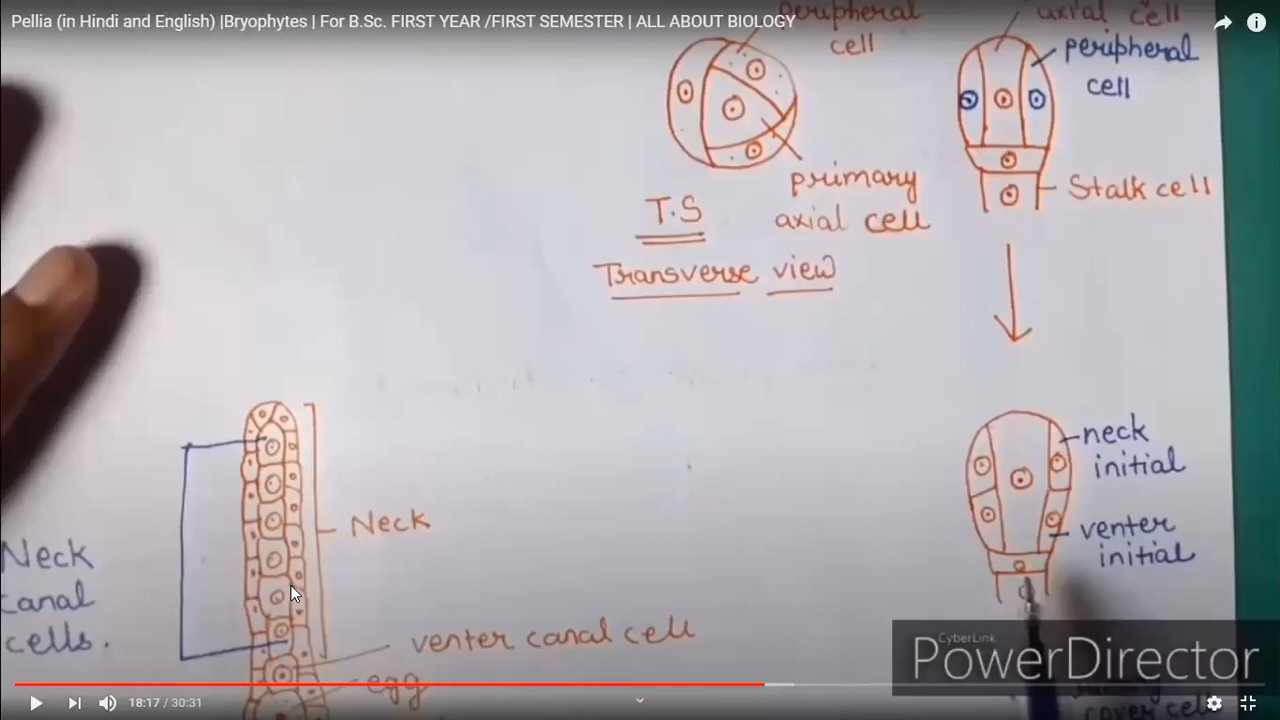 Pellia (in Hindi and English) |Bryophytes | For B.Sc. FIRST YEAR /FIRST SEMESTER | ALL ABOUT BIOLOGY
peripheral
cell
axial cell
peripheral
cell
primary
axial cell
Stalk cell
T.S
Transverse view
neck
initial
venter
initial
Neck
Neck
canal
cells.
venter canal cell
egg
CyberLink
PowerDirector
cover cell
18:17 / 30:31